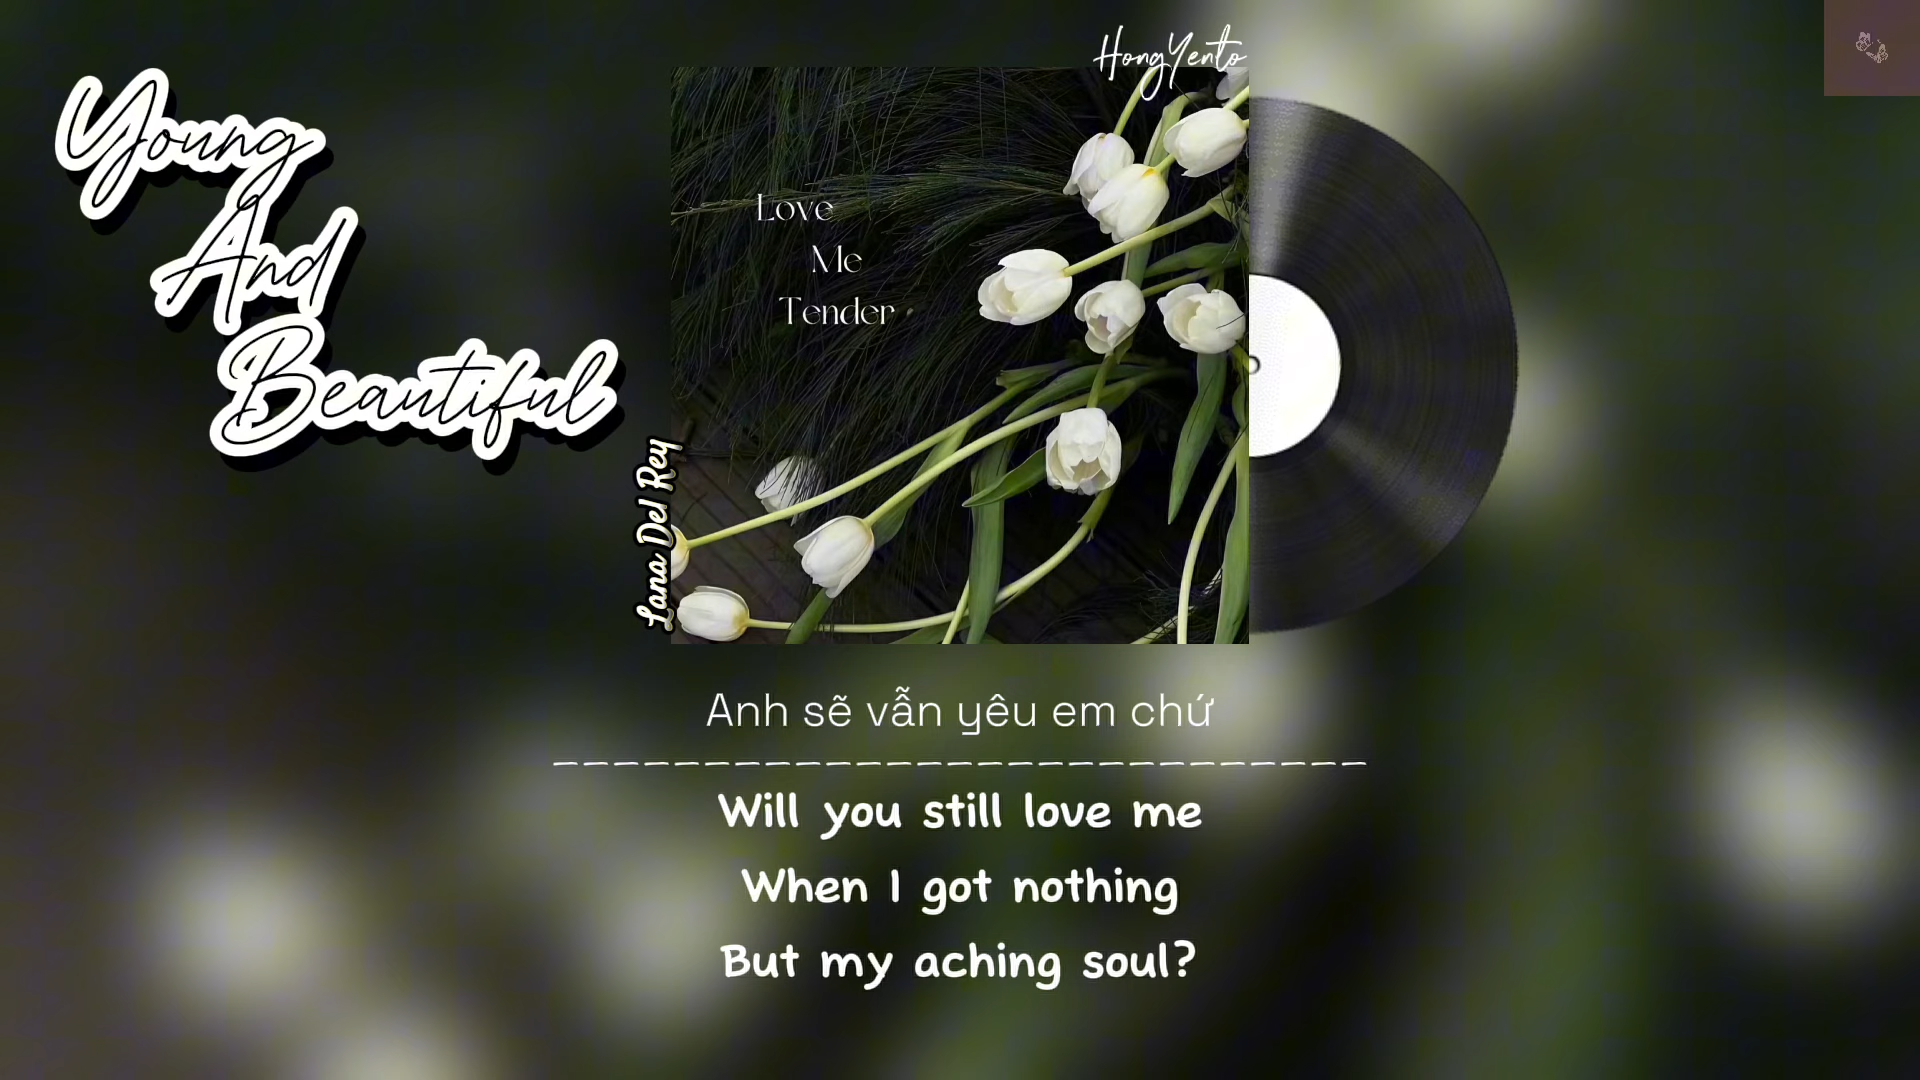 Young
And
Beautiful
HongYento
Love
Me
Tender
Lana Del Rey
Anh sẽ vẫn yêu em chứ
Will you still love me
When I got nothing
But my aching soul?